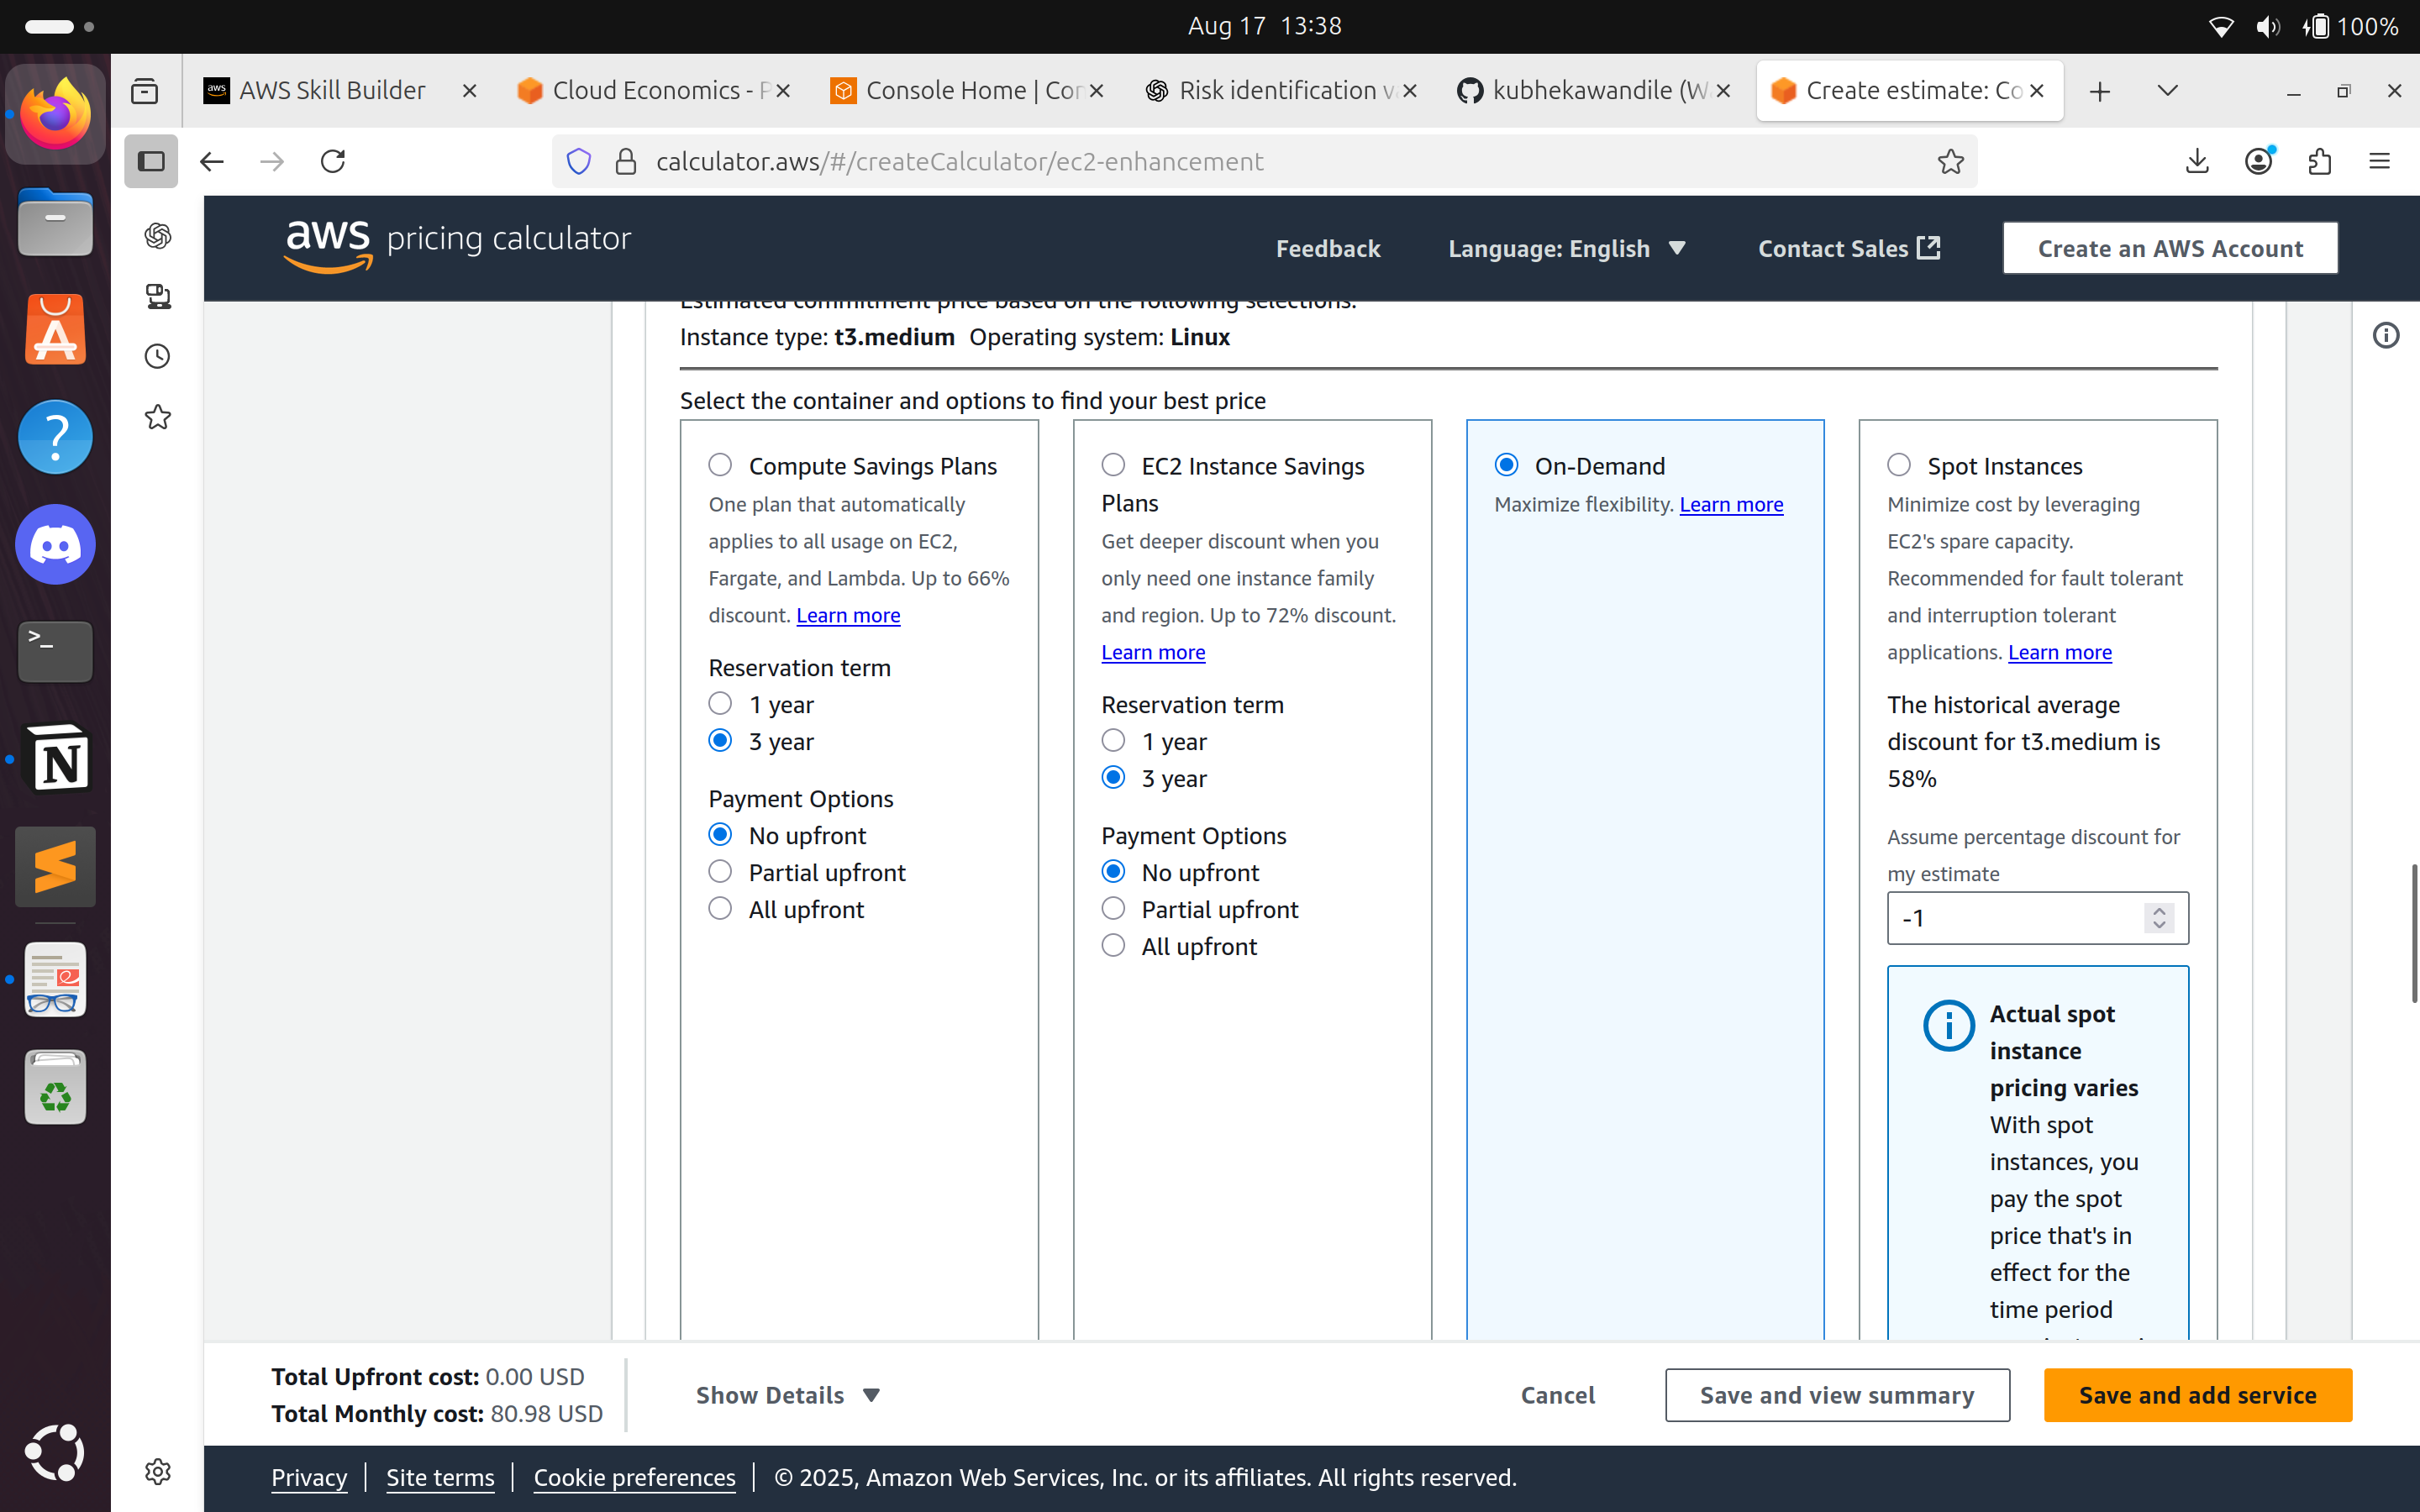 Aug 17 13:38
100%
AWS Skill Builder
Cloud Economics - P
Console Home | Con
Risk identification v
kubhekawandile (W
Create estimate: Co
calculator.aws/#/createCalculator/ec2-enhancement
aws pricing calculator
Feedback
Language: English
Contact Sales
Create an AWS Account
Estimated commitment price based on the following selections:
Instance type: t3.medium Operating system: Linux
Select the container and options to find your best price
Compute Savings Plans
One plan that automatically
applies to all usage on EC2,
Fargate, and Lambda. Up to 66%
discount. Learn more
Reservation term
1 year
3 year
Payment Options
No upfront
Partial upfront
All upfront
EC2 Instance Savings
Plans
Get deeper discount when you
only need one instance family
and region. Up to 72% discount.
Learn more
Reservation term
1 year
3 year
Payment Options
No upfront
Partial upfront
All upfront
On-Demand
Maximize flexibility. Learn more
Spot Instances
Minimize cost by leveraging
EC2's spare capacity.
Recommended for fault tolerant
and interruption tolerant
applications. Learn more
The historical average
discount for t3.medium is
58%
Assume percentage discount for
my estimate
-1
Actual spot
instance
pricing varies
With spot
instances, you
pay the spot
price that's in
effect for the
time period
Total Upfront cost: 0.00 USD
Total Monthly cost: 80.98 USD
Show Details
Cancel
Save and view summary
Save and add service
Privacy
Site terms
Cookie preferences
© 2025, Amazon Web Services, Inc. or its affiliates. All rights reserved.